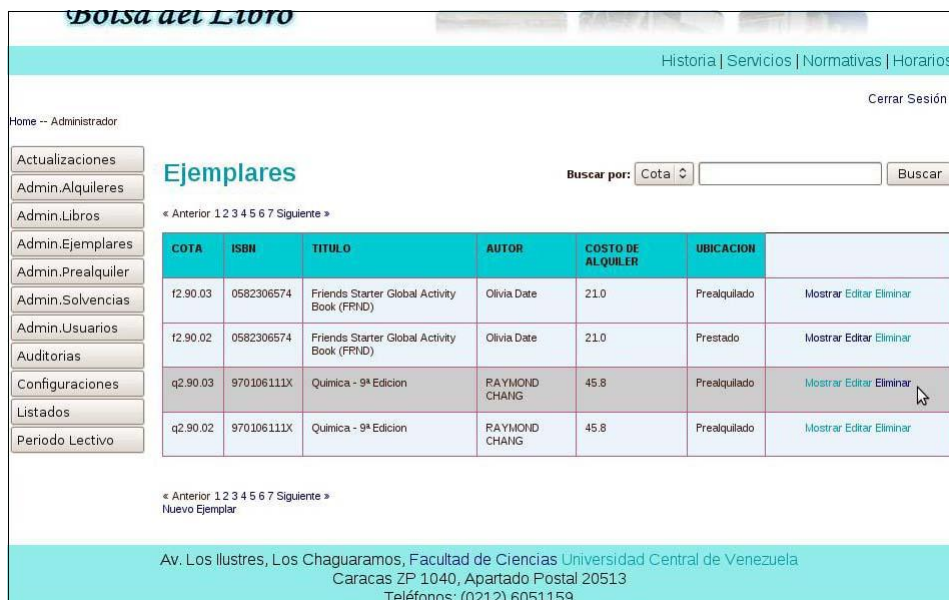 Bolsa del Libro
Historia | Servicios | Normativas | Horarios
Cerrar Sesión
Home -- Administrador
Actualizaciones
Admin.Alquileres
Admin.Libros
Admin.Ejemplares
Admin.Prealquiler
Admin.Solvencias
Admin.Usuarios
Auditorias
Configuraciones
Listados
Periodo Lectivo
Ejemplares
Buscar por: Cota Buscar
« Anterior 1 2 3 4 5 6 7 Siguiente »
COTA ISBN TITULO AUTOR COSTO DE ALQUILER UBICACION
f2.90.03 0582306574 Friends Starter Global Activity Book (FRND) Olivia Date 21.0 Prealquilado Mostrar Editar Eliminar
f2.90.02 0582306574 Friends Starter Global Activity Book (FRND) Olivia Date 21.0 Prestado Mostrar Editar Eliminar
q2.90.03 970106111X Quimica - 9ª Edicion RAYMOND CHANG 45.8 Prealquilado Mostrar Editar Eliminar
q2.90.02 970106111X Quimica - 9ª Edicion RAYMOND CHANG 45.8 Prealquilado Mostrar Editar Eliminar
« Anterior 1 2 3 4 5 6 7 Siguiente »
Nuevo Ejemplar
Av. Los Ilustres, Los Chaguaramos, Facultad de Ciencias Universidad Central de Venezuela
Caracas ZP 1040, Apartado Postal 20513
Teléfonos: (0212) 6051159